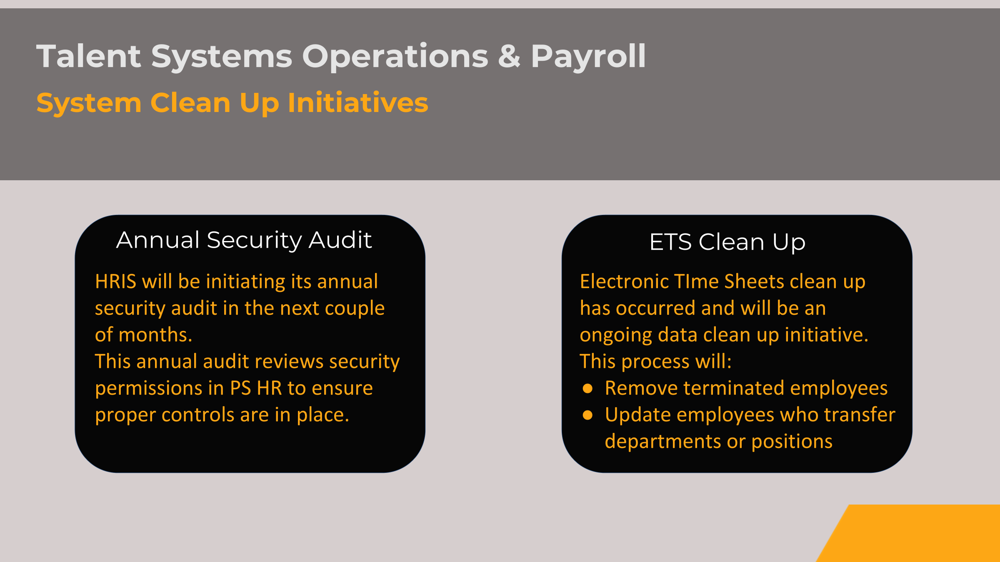 Talent Systems Operations & Payroll
System Clean Up Initiatives
Annual Security Audit
HRIS will be initiating its annual
security audit in the next couple
of months.
This annual audit reviews security
permissions in PS HR to ensure
proper controls are in place.
ETS Clean Up
Electronic TIme Sheets clean up
has occurred and will be an
ongoing data clean up initiative.
This process will:
● Remove terminated employees
● Update employees who transfer
departments or positions